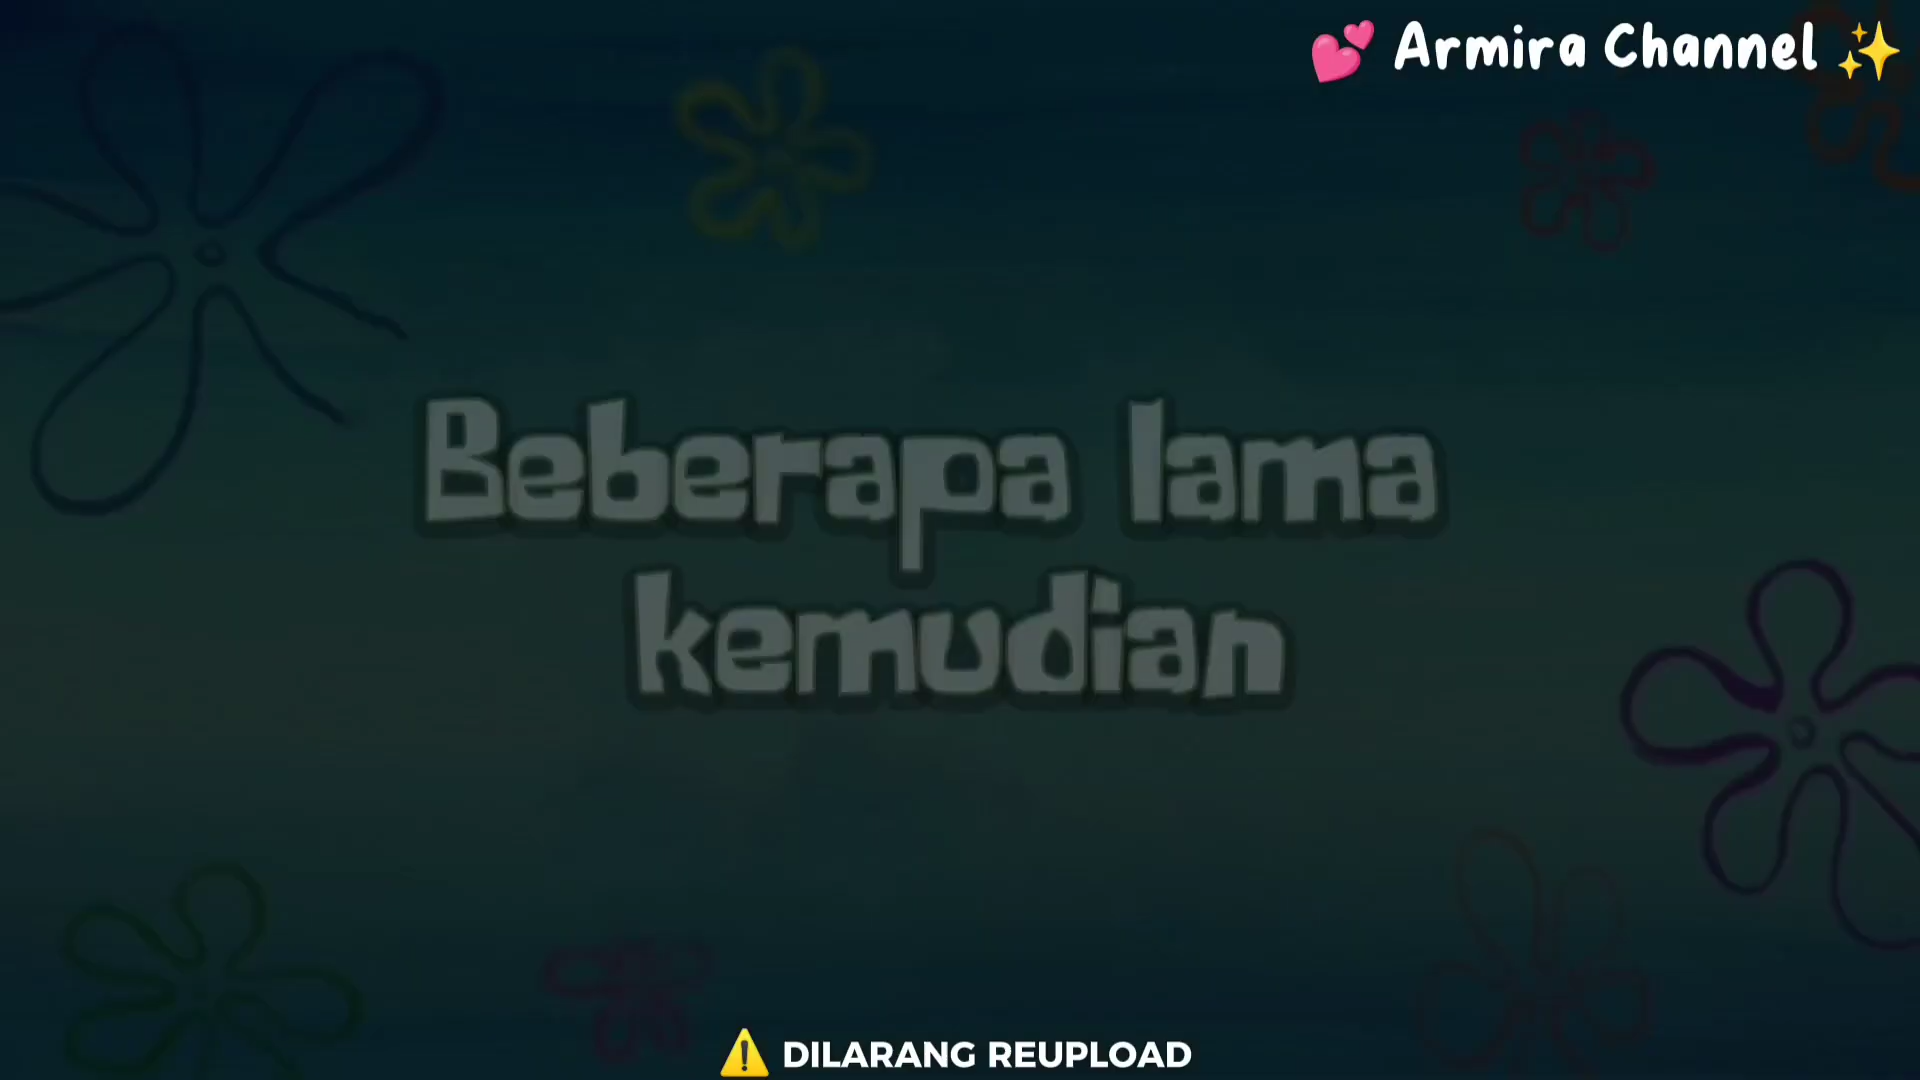 💕 Armira Channel ✨
Beberapa lama
kemudian
⚠️ DILARANG REUPLOAD